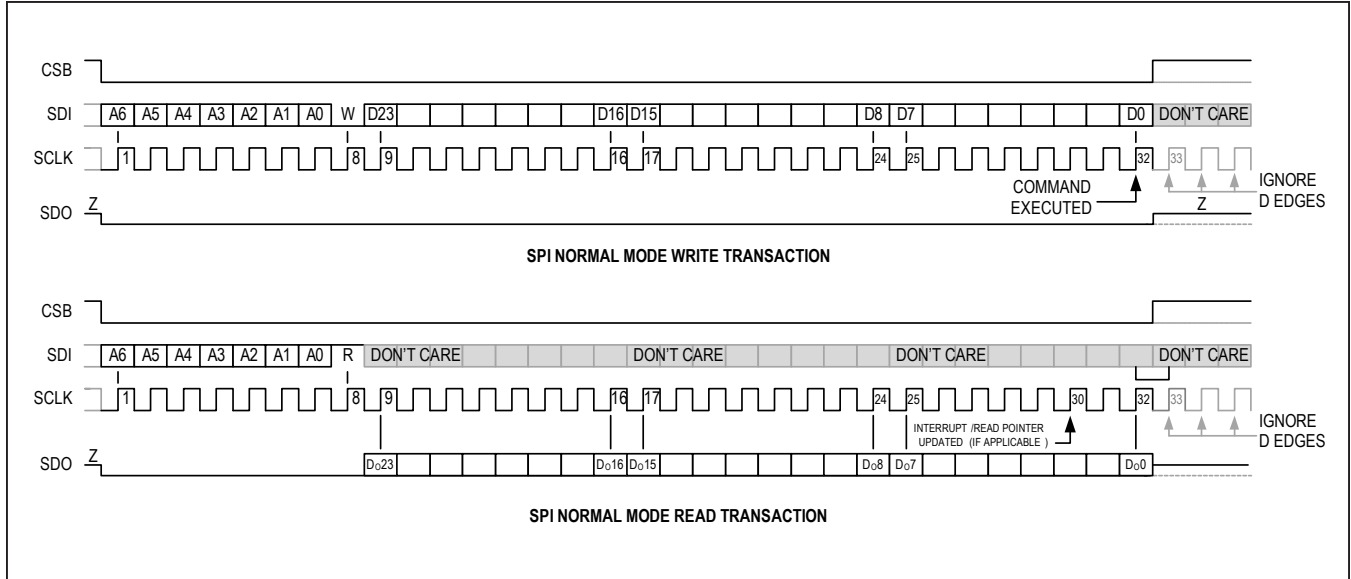 CSB
SDI A6 A5 A4 A3 A2 A1 A0 W D23 D16 D15 D8 D7 D0 DON'T CARE
SCLK 1 8 9 16 17 24 25 32 33
COMMAND
EXECUTED
IGNORE
D EDGES
SDO Z Z
SPI NORMAL MODE WRITE TRANSACTION
CSB
SDI A6 A5 A4 A3 A2 A1 A0 R DON'T CARE DON'T CARE DON'T CARE DON'T CARE
SCLK 1 8 9 16 17 24 25 30 32 33
INTERRUPT /READ POINTER
UPDATED (IF APPLICABLE )
IGNORE
D EDGES
SDO Z Do23 Do16 Do15 Do8 Do7 Do0
SPI NORMAL MODE READ TRANSACTION